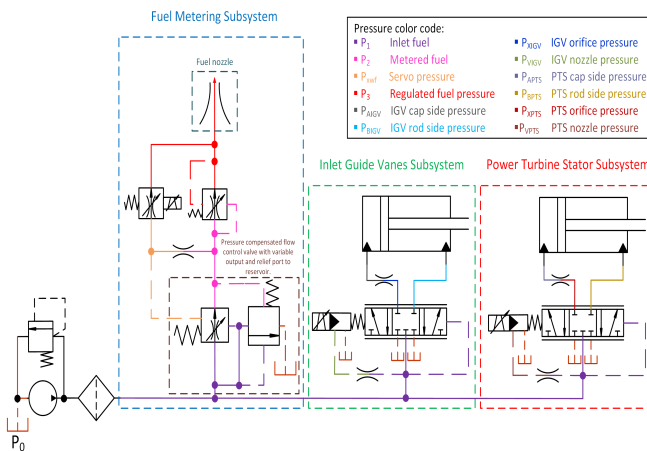 Fuel Metering Subsystem
Pressure color code:
P1 Inlet fuel
P2 Metered fuel
Pxwf Servo pressure
P3 Regulated fuel pressure
PAIGV IGV cap side pressure
PBIGV IGV rod side pressure
PXIGV IGV orifice pressure
PVIGV IGV nozzle pressure
APTS PTS cap side pressure
PBPTS PTS rod side pressure
PXPTS PTS orifice pressure
PVPTS PTS nozzle pressure
Fuel nozzle
Inlet Guide Vanes Subsystem
Power Turbine Stator Subsystem
Pressure compensated flow
control valve with variable
output and relief port to
reservoir.
P0